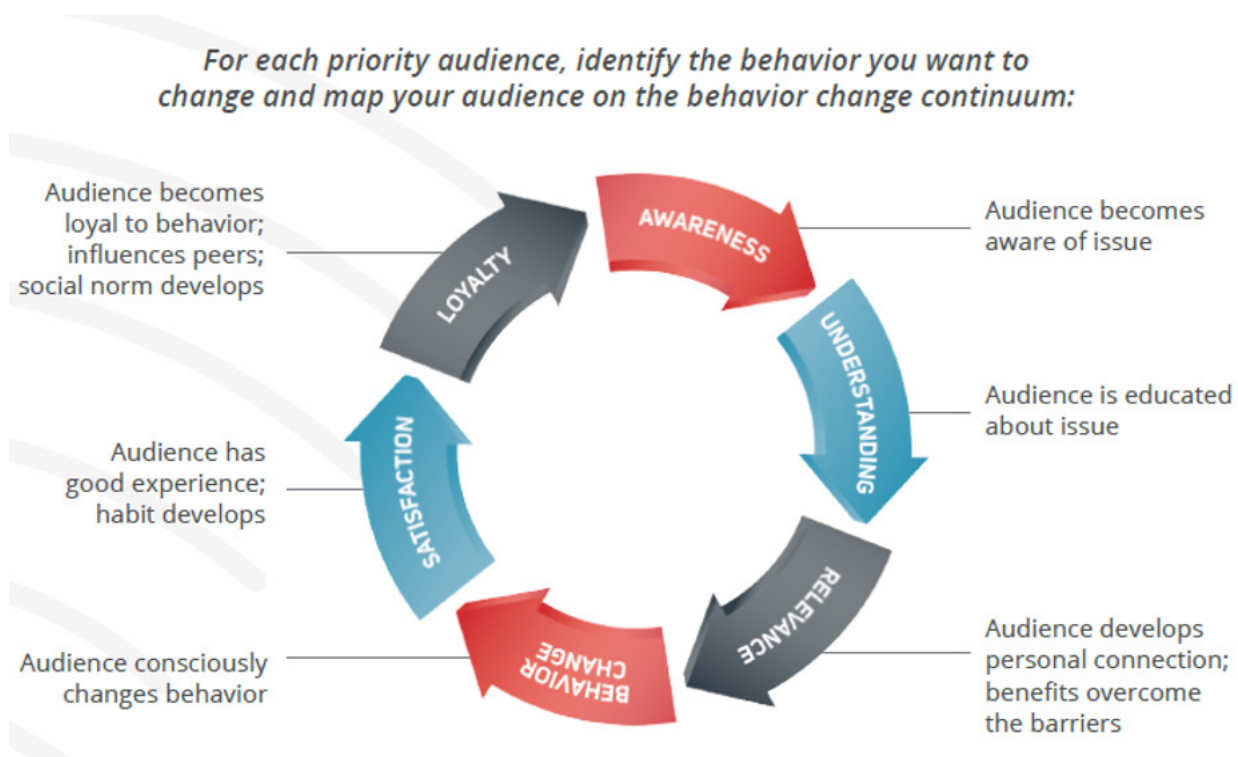 For each priority audience, identify the behavior you want to
change and map your audience on the behavior change continuum:
AWARENESS
Audience becomes
aware of issue
UNDERSTANDING
Audience is educated
about issue
RELEVANCE
Audience develops
personal connection;
benefits overcome
the barriers
BEHAVIOR
CHANGE
Audience consciously
changes behavior
SATISFACTION
Audience has
good experience;
habit develops
LOYALTY
Audience becomes
loyal to behavior;
influences peers;
social norm develops